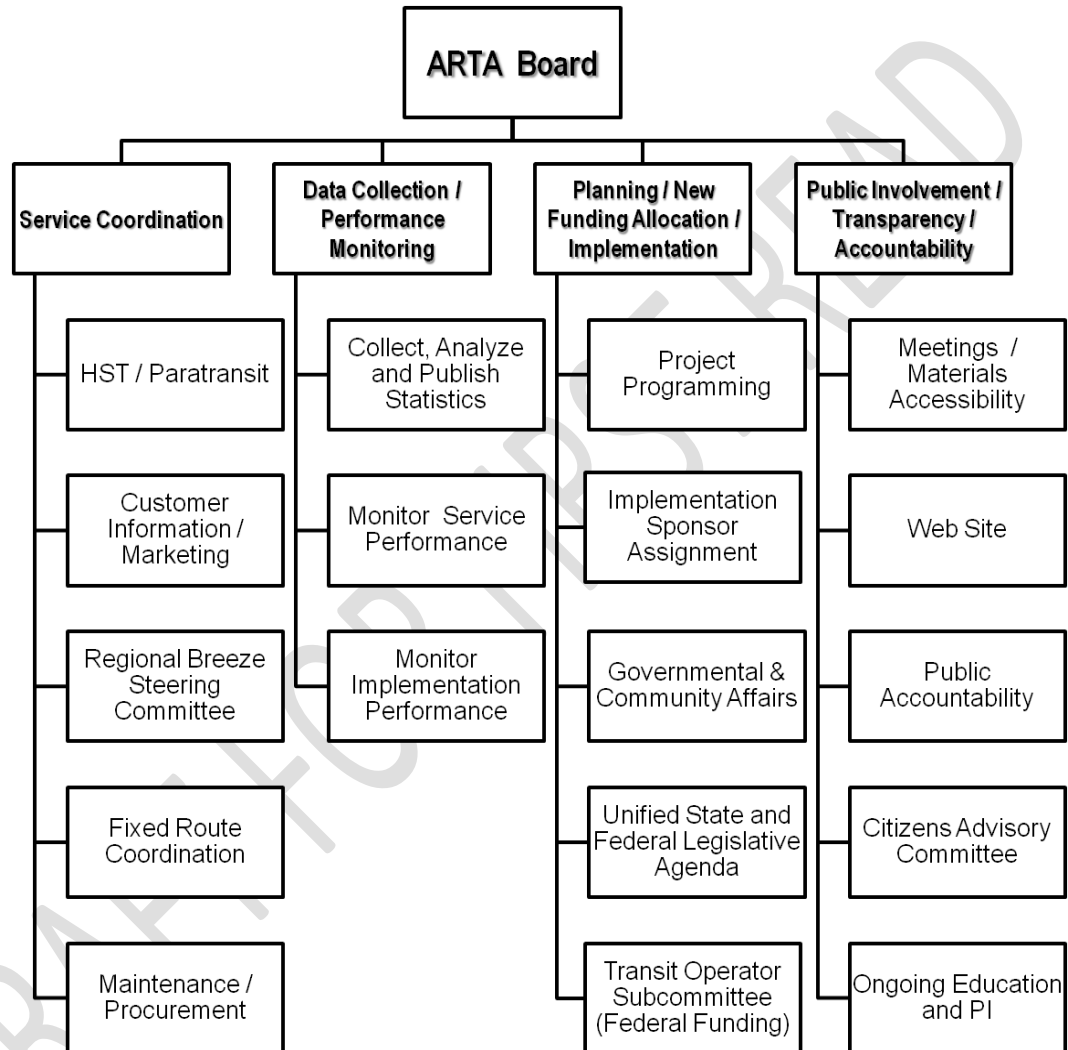 ARTA Board
Service Coordination
Data Collection /
Performance
Monitoring
Planning / New
Funding Allocation /
Implementation
Public Involvement /
Transparency /
Accountability
HST / Paratransit
Customer
Information /
Marketing
Regional Breeze
Steering
Committee
Fixed Route
Coordination
Maintenance /
Procurement
Collect, Analyze
and Publish
Statistics
Monitor Service
Performance
Monitor
Implementation
Performance
Project
Programming
Implementation
Sponsor
Assignment
Governmental &
Community Affairs
Unified State and
Federal Legislative
Agenda
Transit Operator
Subcommittee
(Federal Funding)
Meetings /
Materials
Accessibility
Web Site
Public
Accountability
Citizens Advisory
Committee
Ongoing Education
and PI